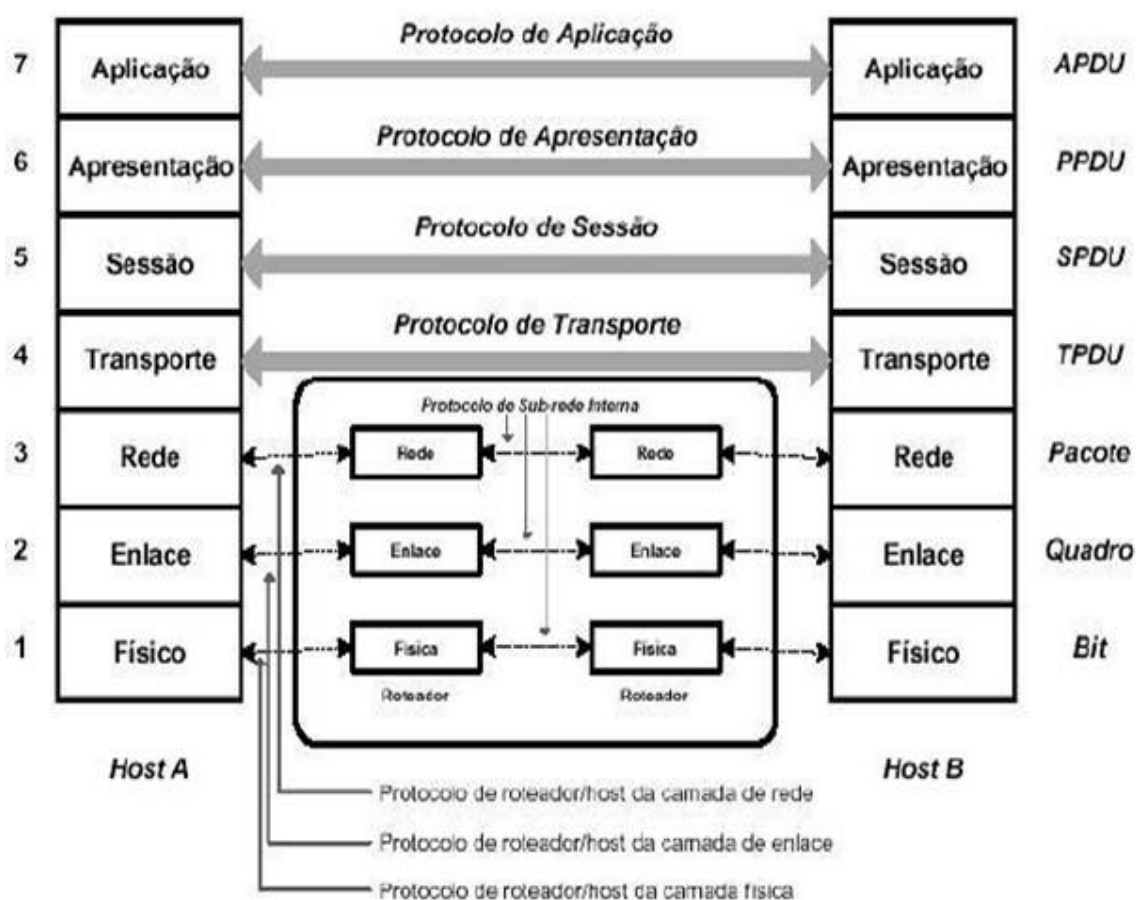 Protocolo de Aplicação
7 Aplicação Aplicação APDU
Protocolo de Apresentação
6 Apresentação Apresentação PPDU
Protocolo de Sessão
5 Sessão Sessão SPDU
Protocolo de Transporte
4 Transporte Transporte TPDU
Protocolo de Sub-rede Interna
3 Rede Rede Rede Rede Pacote
2 Enlace Enlace Enlace Enlace Quadro
1 Físico Física Física Físico Bit
Roteador Roteador
Host A Host B
Protocolo de roteador/host da camada de rede
Protocolo de roteador/host da camada de enlace
Protocolo de roteador/host da camada física